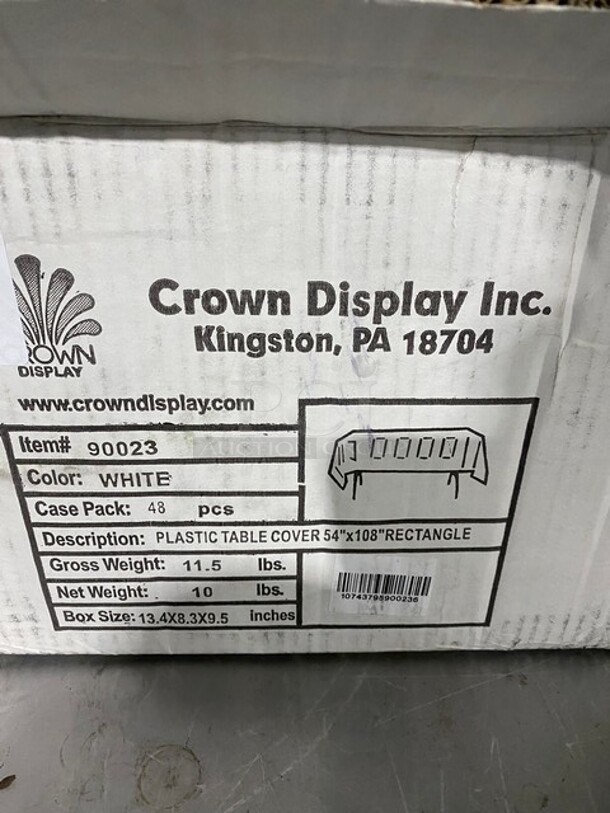 Crown Display Inc.
Kingston, PA 18704
ROWN
DISPLAY
www.crowndisplay.com
Item# 90023
Color: WHITE
Case Pack: 48 pcs
Description: PLASTIC TABLE COVER 54"x108"RECTANGLE
Gross Weight: 11.5 lbs.
Net Weight: 10 lbs.
Box Size: 13.4X8.3X9.5 inches
10743795900236